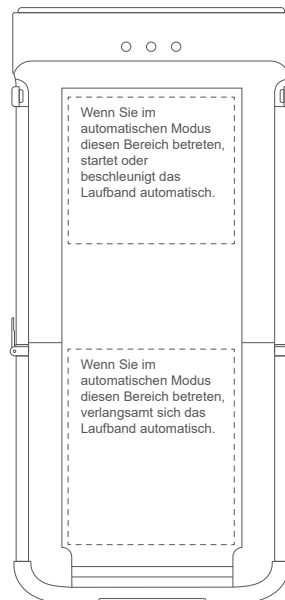 Wenn Sie im
automatischen Modus
diesen Bereich betreten,
startet oder
beschleunigt das
Laufband automatisch.
Wenn Sie im
automatischen Modus
diesen Bereich betreten,
verlangsamt sich das
Laufband automatisch.